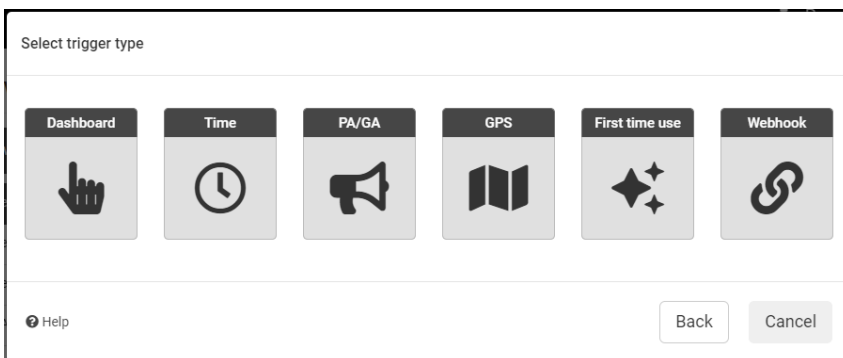 Select trigger type
Dashboard
Time
PA/GA
GPS
First time use
Webhook
Help
Back
Cancel